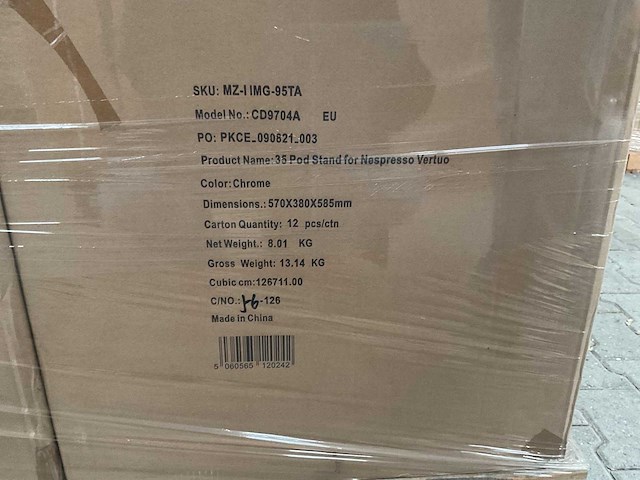 SKU: MZ-IIMG-95TA
Model No.: CD9704A EU
PO: PKCE_090621_003
Product Name: 35 Pod Stand for Nespresso Vertuo
Color: Chrome
Dimensions.: 570X380X585mm
Carton Quantity: 12 pcs/ctn
Net Weight.: 8.01 KG
Gross Weight: 13.14 KG
Cubic cm:126711.00
C/NO.: -126
Made in China
5 060565 120242